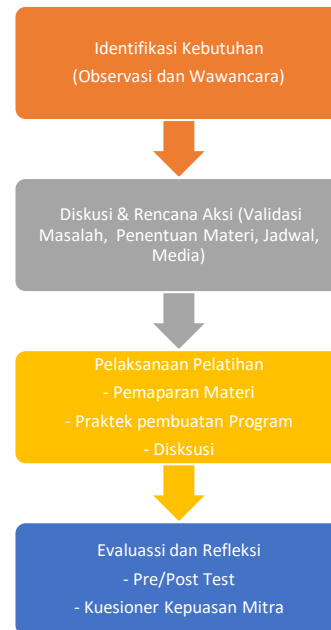 Identifikasi Kebutuhan
(Observasi dan Wawancara)
Diskusi & Rencana Aksi (Validasi
Masalah, Penentuan Materi, Jadwal,
Media)
Pelaksanaan Pelatihan
- Pemaparan Materi
- Praktek pembuatan Program
- Disksusi
Evaluassi dan Refleksi
- Pre/Post Test
- Kuesioner Kepuasan Mitra